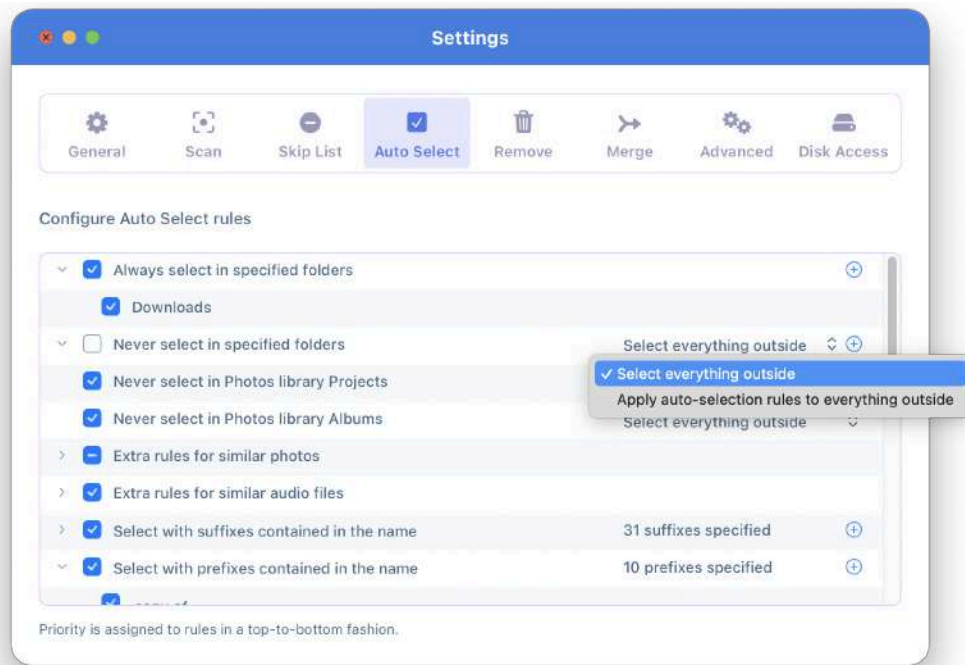 Settings
General Scan Skip List Auto Select Remove Merge Advanced Disk Access
Configure Auto Select rules
Always select in specified folders
Downloads
Never select in specified folders Select everything outside
Never select in Photos library Projects Select everything outside
Apply auto-selection rules to everything outside
Never select in Photos library Albums Select everything outside
Extra rules for similar photos
Extra rules for similar audio files
Select with suffixes contained in the name 31 suffixes specified
Select with prefixes contained in the name 10 prefixes specified
copy of
Priority is assigned to rules in a top-to-bottom fashion.